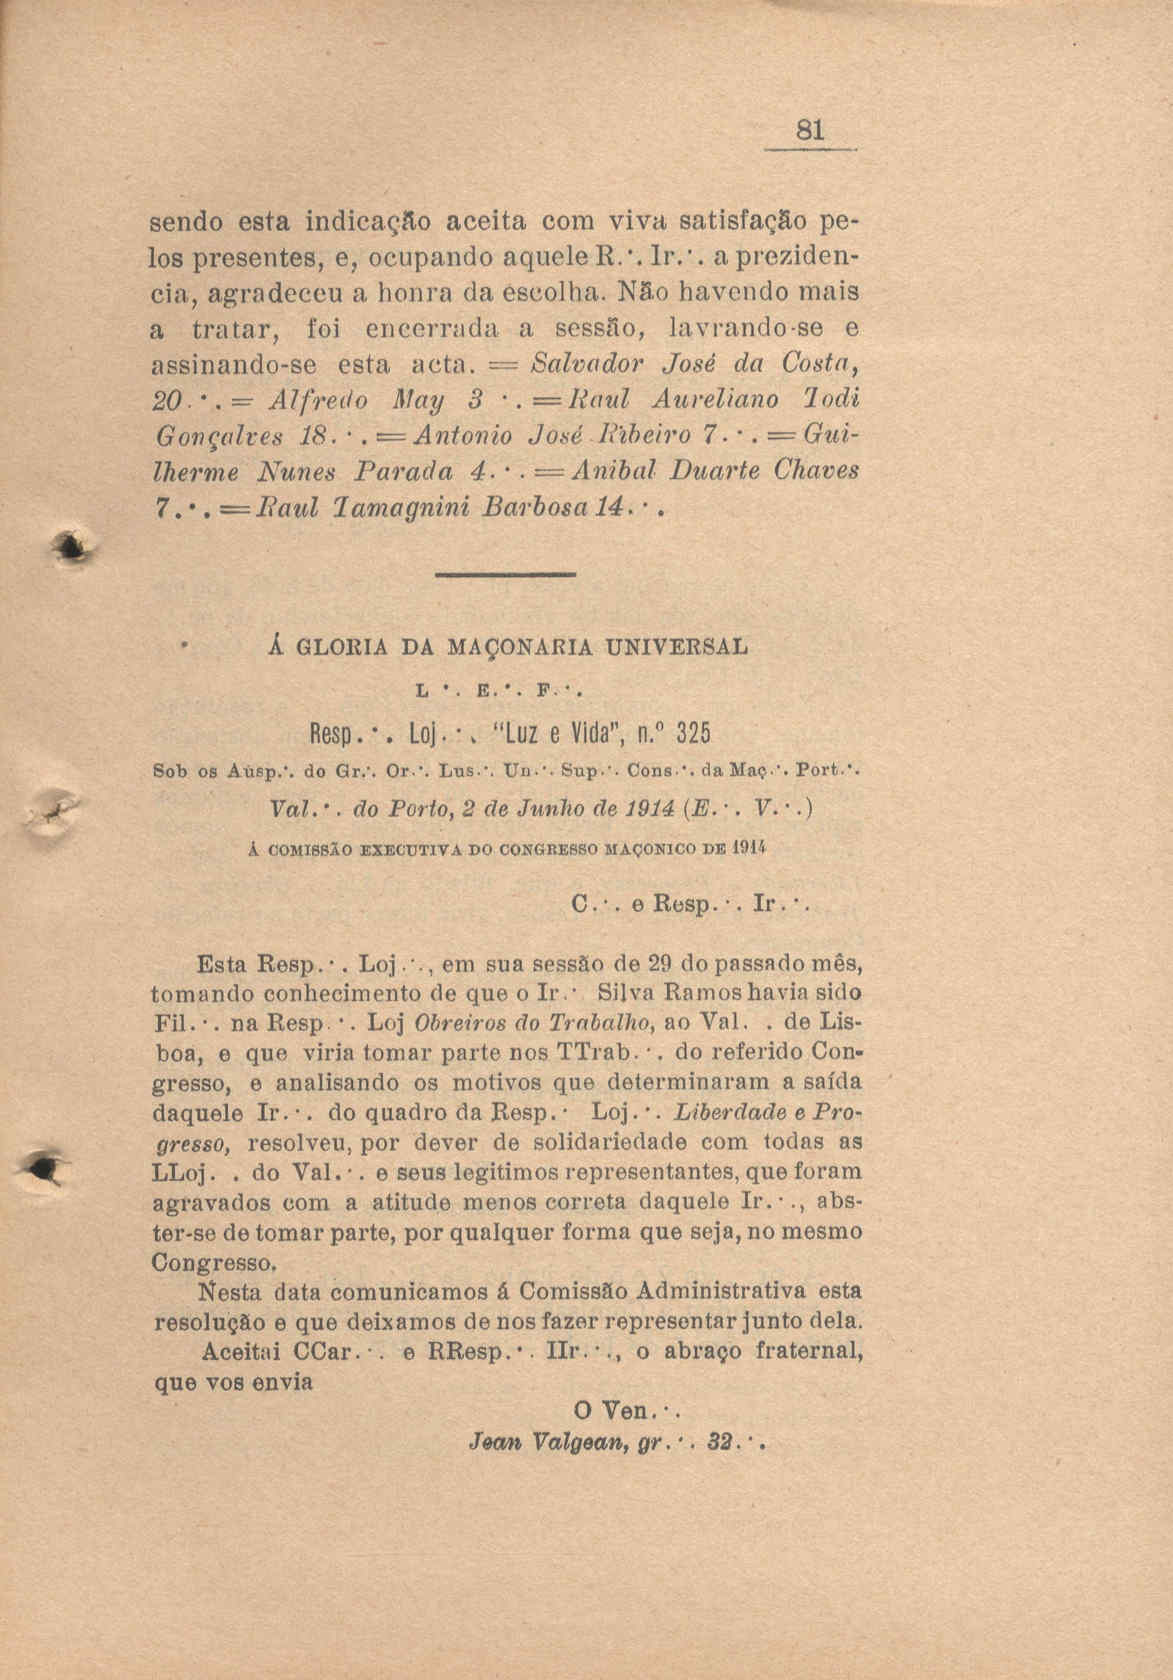 81
sendo esta indicação aceita com viva satisfação pe-
los presentes, e, ocupando aquele R.·. Ir.·. a preziden-
cia, agradeceu a honra da escolha. Não havendo mais
a tratar, foi encerrada a sessão, lavrando-se e
assinando-se esta acta. = Salvador José da Costa,
20.·. = Alfredo May 3 ·. = Raul Aureliano Todi
Gonçalves 18.·. = Antonio José Ribeiro 7.·. = Gui-
lherme Nunes Parada 4.·. = Anibal Duarte Chaves
7.·. = Raul Tamagnini Barbosa 14.·.
Á GLORIA DA MAÇONARIA UNIVERSAL
L ·. E.·. F.·.
Resp.·. Loj.·. "Luz e Vida", n.º 325
Sob os Ausp.·. do Gr.·. Or.·. Lus.·. Un.·. Sup.·. Cons.·. da Maç.·. Port.·.
Val.·. do Porto, 2 de Junho de 1914 (E.·. V.·.)
Á COMISSÃO EXECUTIVA DO CONGRESSO MAÇONICO DE 1914
C.·. e Resp.·. Ir.·.
Esta Resp.·. Loj.·., em sua sessão de 29 do passado mês,
tomando conhecimento de que o Ir.· Silva Ramos havia sido
Fil.·. na Resp.·. Loj Obreiros do Trabalho, ao Val. . de Lis-
boa, e que viria tomar parte nos TTrab.·. do referido Con-
gresso, e analisando os motivos que determinaram a saída
daquele Ir.·. do quadro da Resp.· Loj.·. Liberdade e Pro-
gresso, resolveu, por dever de solidariedade com todas as
LLoj. . do Val.·. e seus legitimos representantes, que foram
agravados com a atitude menos correta daquele Ir.·., abs-
ter-se de tomar parte, por qualquer forma que seja, no mesmo
Congresso.
Nesta data comunicamos á Comissão Administrativa esta
resolução e que deixamos de nos fazer representar junto dela.
Aceitai CCar.·. e RResp.·. IIr.·., o abraço fraternal,
que vos envia
O Ven.·.
Jean Valgean, gr.·. 32.·.